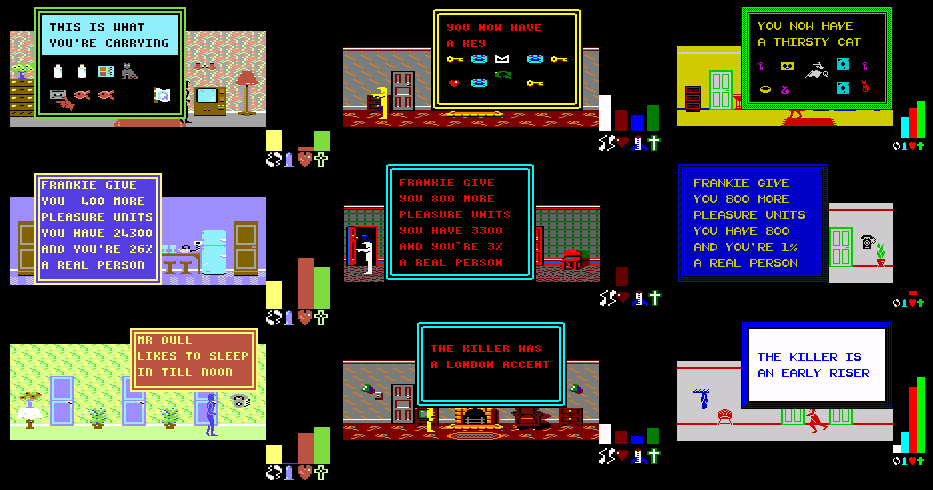 THIS IS WHAT
YOU'RE CARRYING
YOU NOW HAVE
A KEY
YOU NOW HAVE
A THIRSTY CAT
FRANKIE GIVE
YOU  400 MORE
PLEASURE UNITS
YOU HAVE 24300
AND YOU'RE 26%
A REAL PERSON
FRANKIE GIVE
YOU 800 MORE
PLEASURE UNITS
YOU HAVE 3300
AND YOU'RE 3%
A REAL PERSON
FRANKIE GIVE
YOU 800 MORE
PLEASURE UNITS
YOU HAVE 800
AND YOU'RE 1%
A REAL PERSON
MR DULL
LIKES TO SLEEP
IN TILL NOON
THE KILLER HAS
A LONDON ACCENT
THE KILLER IS
AN EARLY RISER